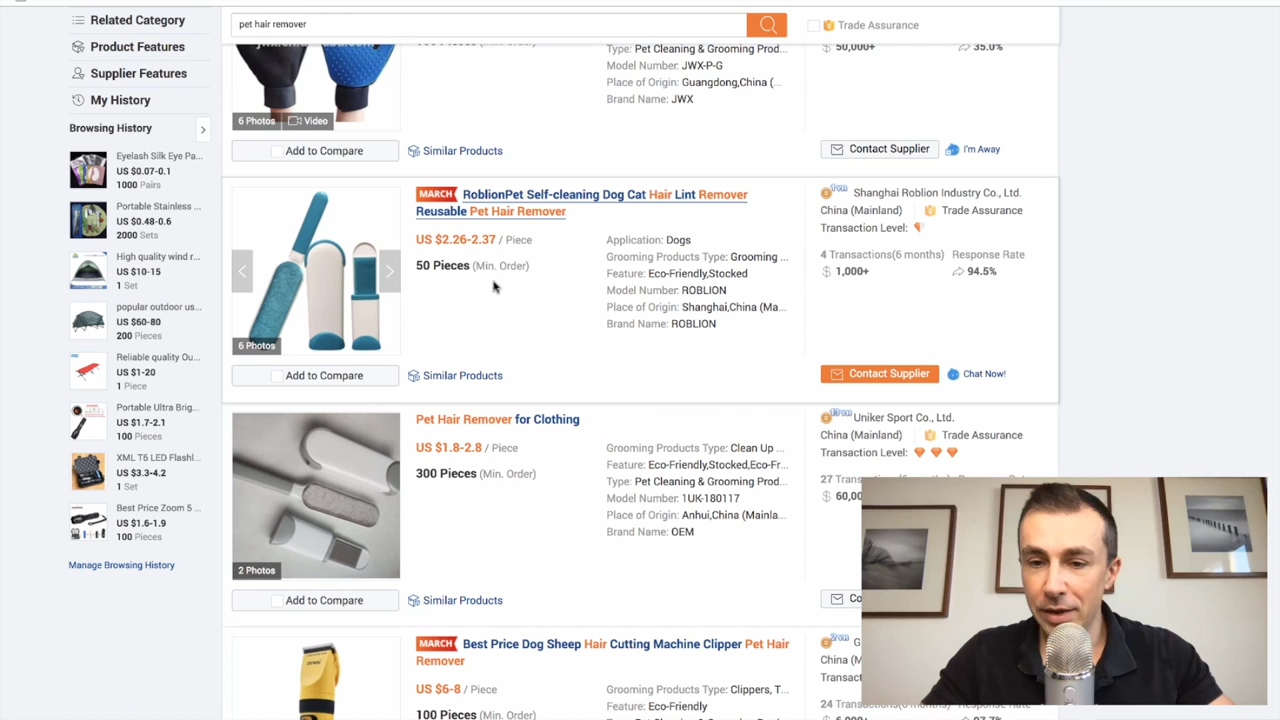 Related Category
pet hair remover
Trade Assurance
Product Features
Supplier Features
My History
Browsing History
Eyelash Silk Eye Pa...
US $0.07-0.1
1000 Pairs
Portable Stainless ...
US $0.48-0.6
2000 Sets
High quality wind r...
US $10-15
1 Set
popular outdoor us...
US $60-80
200 Pieces
Reliable quality Ou...
US $1-20
1 Piece
Portable Ultra Brig...
US $1.7-2.1
100 Pieces
XML T6 LED Flashl...
US $3.3-4.2
1 Set
Best Price Zoom 5 ...
US $1.6-1.9
100 Pieces
Manage Browsing History
6 Photos Video
Type: Pet Cleaning & Grooming Prod...
Model Number: JWX-P-G
Place of Origin: Guangdong,China (...
Brand Name: JWX
$ 50,000+ 35.0%
Add to Compare Similar Products
Contact Supplier I'm Away
MARCH RoblionPet Self-cleaning Dog Cat Hair Lint Remover
Reusable Pet Hair Remover
US $2.26-2.37 / Piece
50 Pieces (Min. Order)
6 Photos
Application: Dogs
Grooming Products Type: Grooming ...
Feature: Eco-Friendly,Stocked
Model Number: ROBLION
Place of Origin: Shanghai,China (Ma...
Brand Name: ROBLION
Shanghai Roblion Industry Co., Ltd.
China (Mainland) Trade Assurance
Transaction Level:
4 Transactions(6 months) Response Rate
$ 1,000+ 94.5%
Add to Compare Similar Products
Contact Supplier Chat Now!
Pet Hair Remover for Clothing
US $1.8-2.8 / Piece
300 Pieces (Min. Order)
2 Photos
Grooming Products Type: Clean Up ...
Feature: Eco-Friendly,Stocked,Eco-Fr...
Type: Pet Cleaning & Grooming Prod...
Model Number: 1UK-180117
Place of Origin: Anhui,China (Mainla...
Brand Name: OEM
Uniker Sport Co., Ltd.
China (Mainland) Trade Assurance
Transaction Level:
27
$ 60,00
Add to Compare Similar Products
Co
MARCH Best Price Dog Sheep Hair Cutting Machine Clipper Pet Hair
Remover
US $6-8 / Piece
100 Pieces (Min. Order)
Grooming Products Type: Clippers, T...
Feature: Eco-Friendly
G
China (M
Transact
24